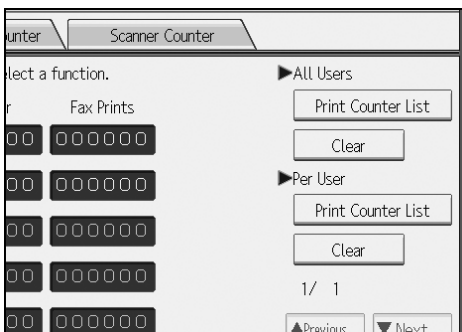 unter Scanner Counter
elect a function. ▶All Users
r Fax Prints Print Counter List
00 000000
Clear
00 000000 ▶Per User
Print Counter List
00 000000
Clear
00 000000 1/ 1
00 000000 ▲Previous ▼Next